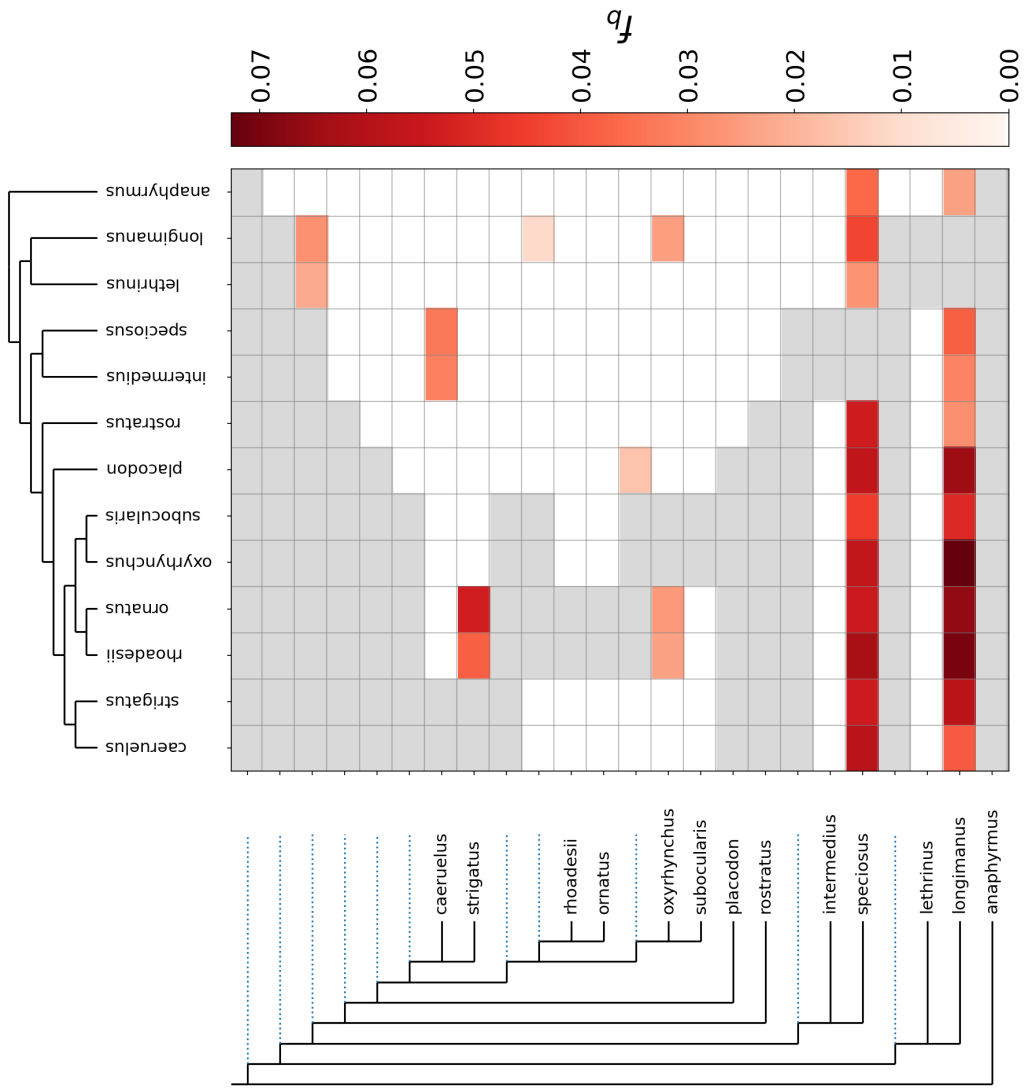 f_b
0.07
0.06
0.05
0.04
0.03
0.02
0.01
0.00
anaphyrmus
longimanus
lethrinus
speciosus
intermedius
rostratus
placodon
subocularis
oxyrhynchus
ornatus
rhoadesii
strigatus
caeruelus
caeruelus
strigatus
rhoadesii
ornatus
oxyrhynchus
subocularis
placodon
rostratus
intermedius
speciosus
lethrinus
longimanus
anaphyrmus